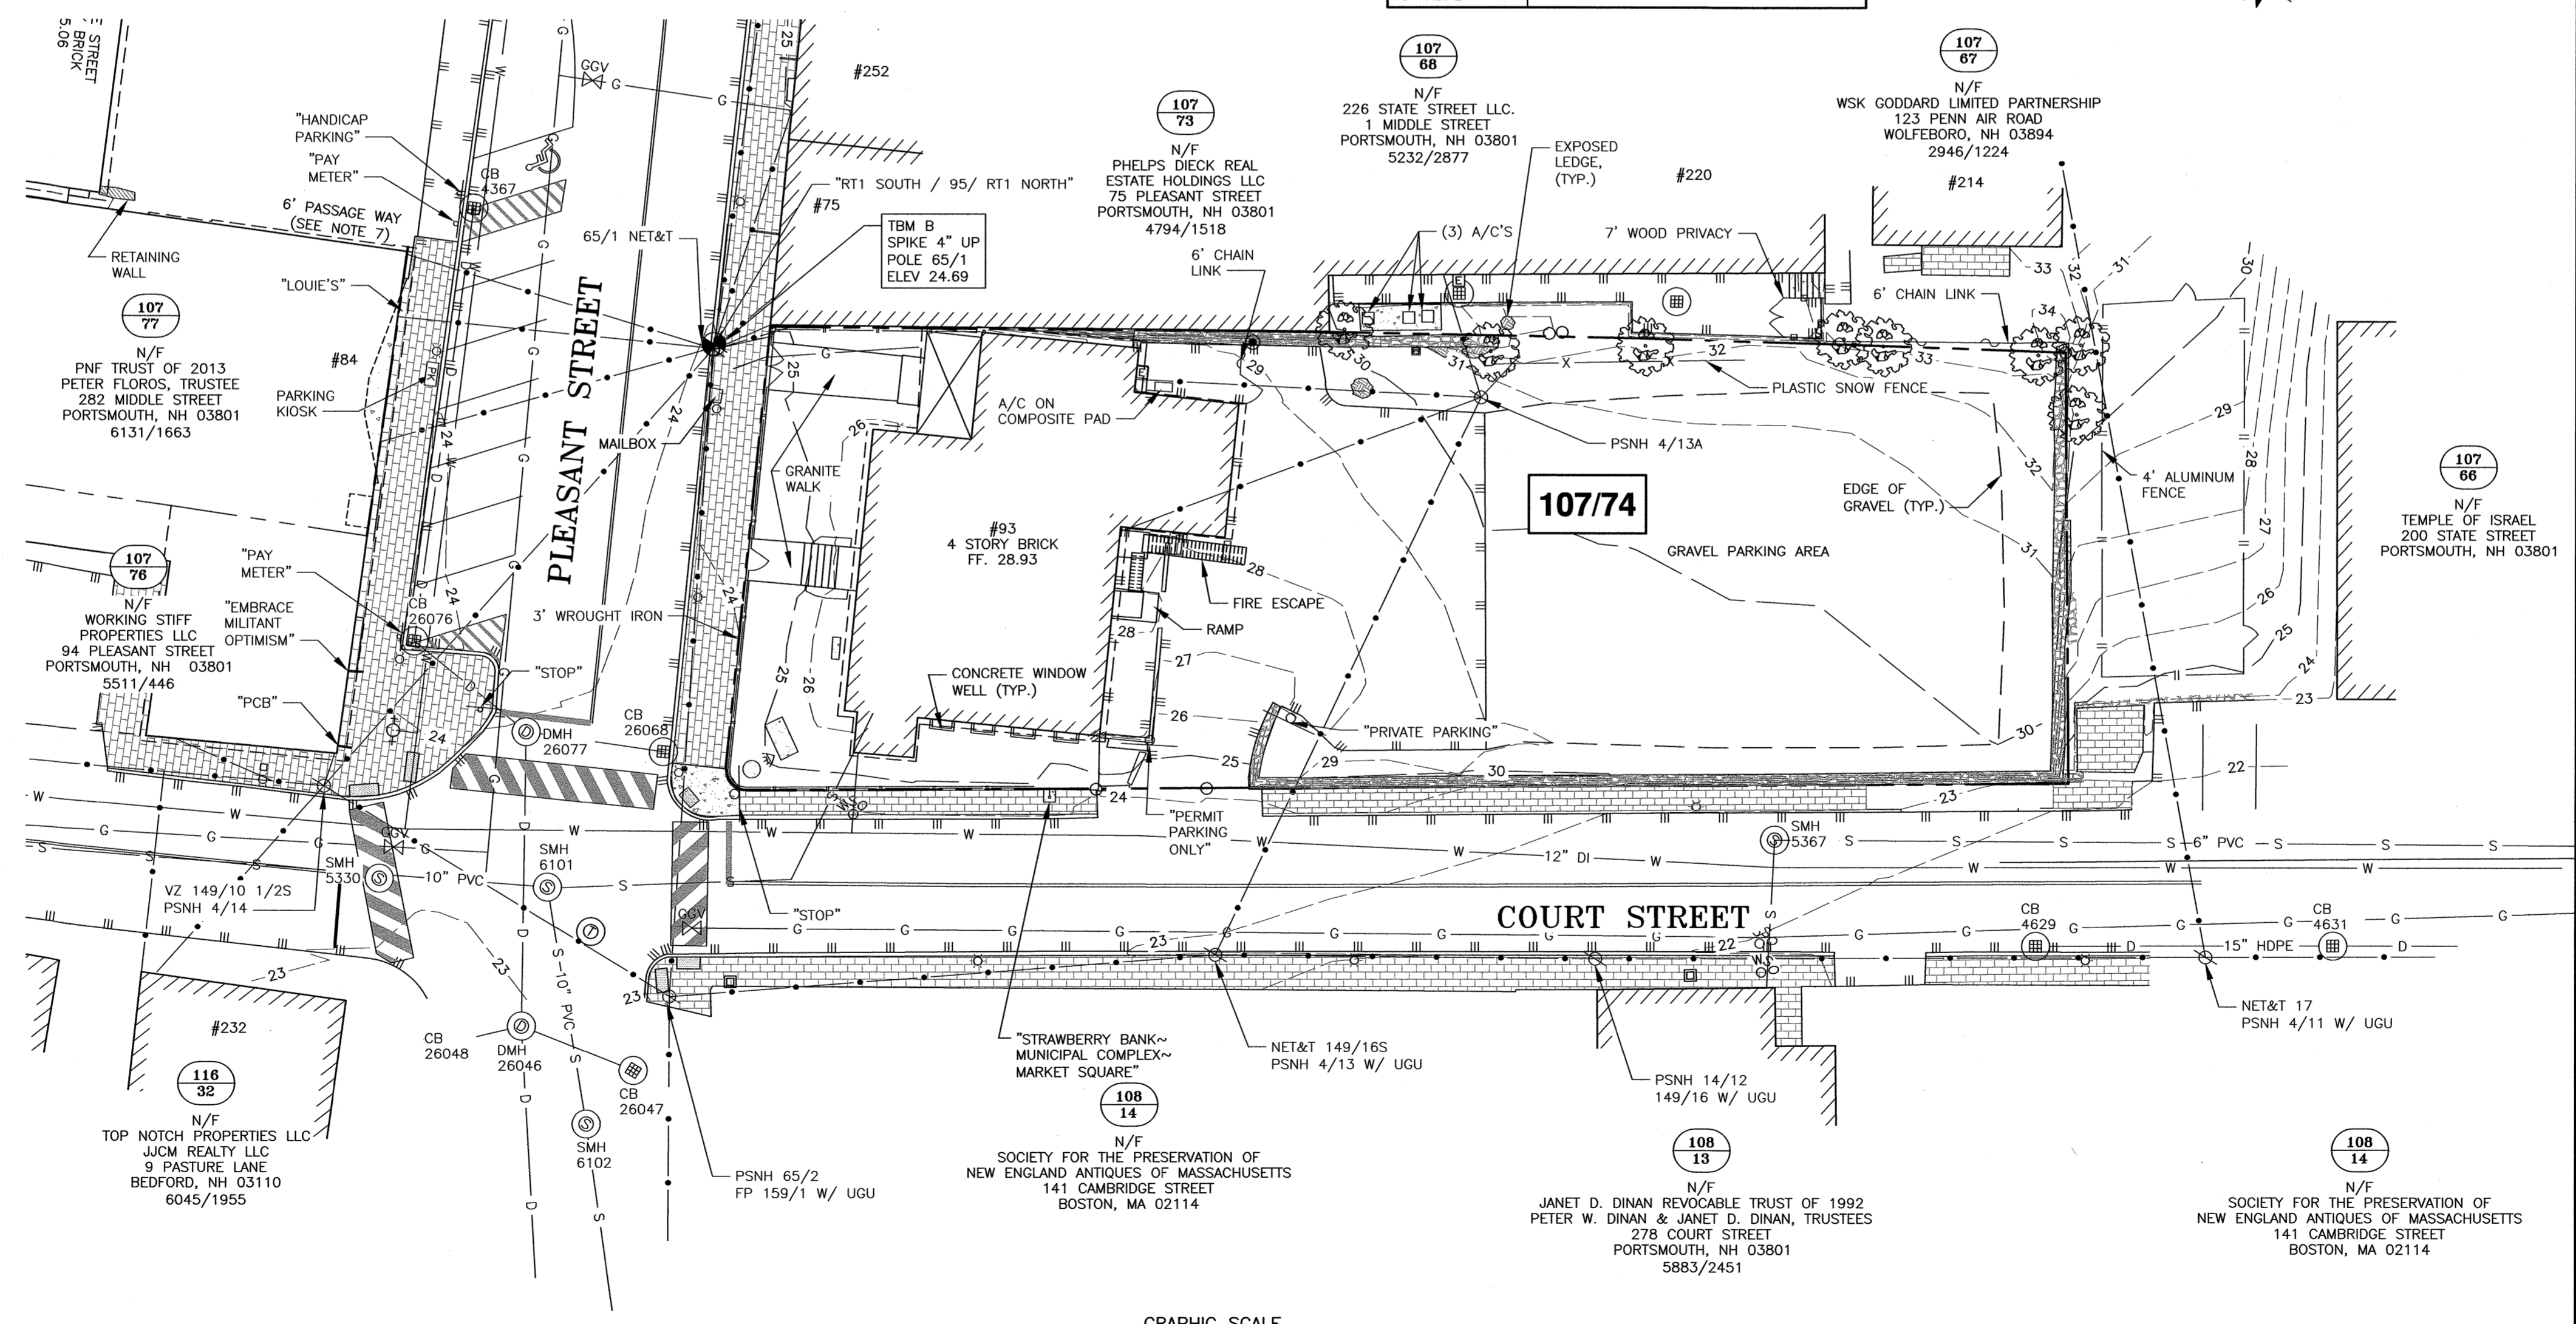 STREET
BRICK
5.06
"HANDICAP
PARKING"
"PAY
METER"
CB
4367
6' PASSAGE WAY
(SEE NOTE 7)
RETAINING
WALL
"LOUIE'S"
107
77
N/F
PNF TRUST OF 2013
PETER FLOROS, TRUSTEE
282 MIDDLE STREET
PORTSMOUTH, NH 03801
6131/1663
#84
PARKING
KIOSK
PK
107
76
N/F
WORKING STIFF
PROPERTIES LLC
94 PLEASANT STREET
PORTSMOUTH, NH 03801
5511/446
"PAY
METER"
"EMBRACE
MILITANT
OPTIMISM"
"PCB"
CB
26076
"STOP"
DMH
26077
CB
26068
GGV
G
PLEASANT STREET
65/1 NET&T
MAILBOX
3' WROUGHT IRON
#252
#75
"RT1 SOUTH / 95/ RT1 NORTH"
TBM B
SPIKE 4" UP
POLE 65/1
ELEV 24.69
107
73
N/F
PHELPS DIECK REAL
ESTATE HOLDINGS LLC
75 PLEASANT STREET
PORTSMOUTH, NH 03801
4794/1518
6' CHAIN
LINK
107
68
N/F
226 STATE STREET LLC.
1 MIDDLE STREET
PORTSMOUTH, NH 03801
5232/2877
EXPOSED
LEDGE,
(TYP.)
#220
(3) A/C'S
7' WOOD PRIVACY
107
67
N/F
WSK GODDARD LIMITED PARTNERSHIP
123 PENN AIR ROAD
WOLFEBORO, NH 03894
2946/1224
#214
6' CHAIN LINK
PLASTIC SNOW FENCE
A/C ON
COMPOSITE PAD
PSNH 4/13A
GRANITE
WALK
#93
4 STORY BRICK
FF. 28.93
107/74
GRAVEL PARKING AREA
EDGE OF
GRAVEL (TYP.)
4' ALUMINUM
FENCE
107
66
N/F
TEMPLE OF ISRAEL
200 STATE STREET
PORTSMOUTH, NH 03801
FIRE ESCAPE
RAMP
CONCRETE WINDOW
WELL (TYP.)
"PRIVATE PARKING"
"PERMIT
PARKING
ONLY"
25
24
26
27
28
29
30
31
32
33
34
23
22
SMH
5330
VZ 149/10 1/2S
PSNH 4/14
10" PVC
SMH
6101
GGV
GGV
"STOP"
12" DI
SMH
5367
6" PVC
COURT STREET
CB
4629
15" HDPE
CB
4631
NET&T 17
PSNH 4/11 W/ UGU
#232
116
32
N/F
TOP NOTCH PROPERTIES LLC
JJCM REALTY LLC
9 PASTURE LANE
BEDFORD, NH 03110
6045/1955
CB
26048
DMH
26046
S-10" PVC-S
CB
26047
SMH
6102
PSNH 65/2
FP 159/1 W/ UGU
"STRAWBERRY BANK~
MUNICIPAL COMPLEX~
MARKET SQUARE"
NET&T 149/16S
PSNH 4/13 W/ UGU
PSNH 14/12
149/16 W/ UGU
108
14
N/F
SOCIETY FOR THE PRESERVATION OF
NEW ENGLAND ANTIQUES OF MASSACHUSETTS
141 CAMBRIDGE STREET
BOSTON, MA 02114
108
13
N/F
JANET D. DINAN REVOCABLE TRUST OF 1992
PETER W. DINAN & JANET D. DINAN, TRUSTEES
278 COURT STREET
PORTSMOUTH, NH 03801
5883/2451
108
14
N/F
SOCIETY FOR THE PRESERVATION OF
NEW ENGLAND ANTIQUES OF MASSACHUSETTS
141 CAMBRIDGE STREET
BOSTON, MA 02114
GRAPHIC SCALE